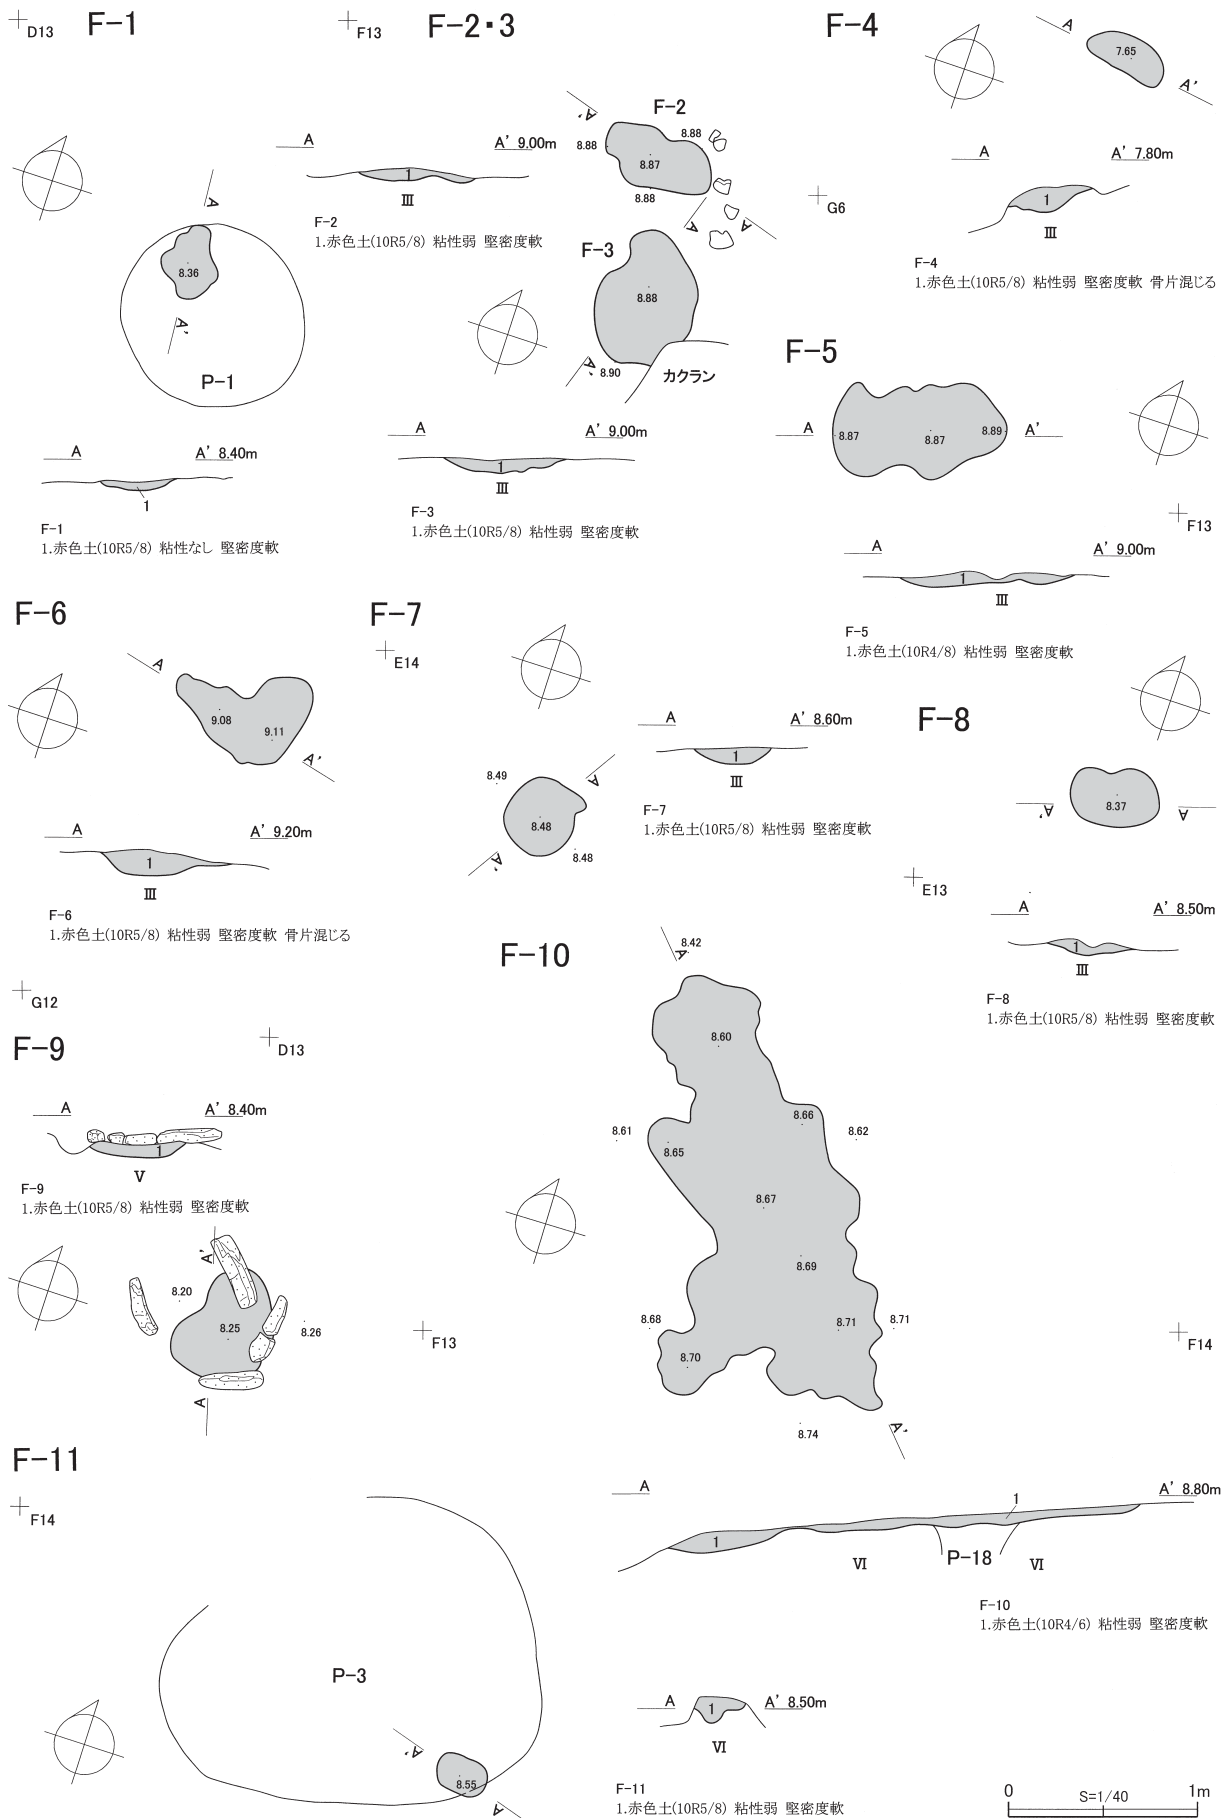 F-1
D13
A
8.36
A'
P-1
A
A' 8.40m
1
F-1
1.赤色土(10R5/8) 粘性なし 堅密度軟
F-2・3
F13
A
A' 9.00m
1
Ⅲ
F-2
1.赤色土(10R5/8) 粘性弱 堅密度軟
A'
F-2
8.88
8.88
8.87
8.88
A
A
F-3
8.88
A'
8.90
カクラン
A
A' 9.00m
1
Ⅲ
F-3
1.赤色土(10R5/8) 粘性弱 堅密度軟
F-4
A
7.65
A'
G6
A
A' 7.80m
1
Ⅲ
F-4
1.赤色土(10R5/8) 粘性弱 堅密度軟 骨片混じる
F-5
A
8.87
8.87
8.89
A'
F13
A
A' 9.00m
1
Ⅲ
F-5
1.赤色土(10R4/8) 粘性弱 堅密度軟
F-6
A
9.08
9.11
A'
A
A' 9.20m
1
Ⅲ
F-6
1.赤色土(10R5/8) 粘性弱 堅密度軟 骨片混じる
G12
F-7
E14
8.49
A
8.48
A'
8.48
A
A' 8.60m
1
Ⅲ
F-7
1.赤色土(10R5/8) 粘性弱 堅密度軟
F-8
8.37
A'
A
E13
A
A' 8.50m
1
Ⅲ
F-8
1.赤色土(10R5/8) 粘性弱 堅密度軟
F-9
D13
A
A' 8.40m
1
Ⅴ
F-9
1.赤色土(10R5/8) 粘性弱 堅密度軟
A'
8.20
8.25
8.26
A
F13
F-10
8.42
A
8.60
8.66
8.61
8.62
8.65
8.67
8.69
8.68
8.71
8.71
8.70
8.74
A'
F14
A
A' 8.80m
1
1
Ⅵ
P-18
Ⅵ
F-10
1.赤色土(10R4/6) 粘性弱 堅密度軟
F-11
F14
P-3
A'
8.55
A
A
A' 8.50m
1
Ⅵ
F-11
1.赤色土(10R5/8) 粘性弱 堅密度軟
0
S=1/40
1m